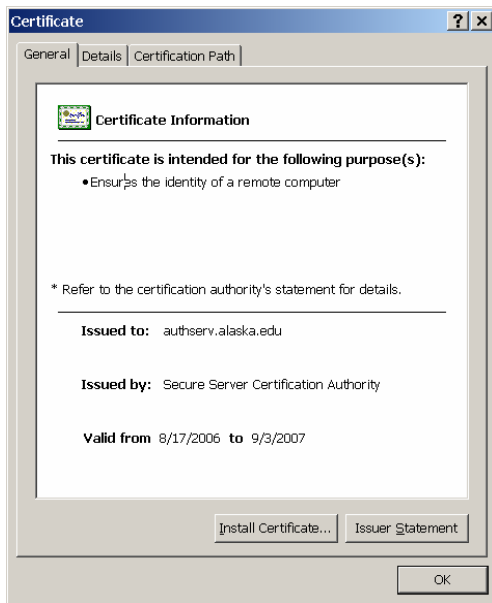 Certificate
General Details Certification Path
Certificate Information
This certificate is intended for the following purpose(s):
•Ensures the identity of a remote computer
* Refer to the certification authority's statement for details.
Issued to: authserv.alaska.edu
Issued by: Secure Server Certification Authority
Valid from 8/17/2006 to 9/3/2007
Install Certificate... Issuer Statement
OK